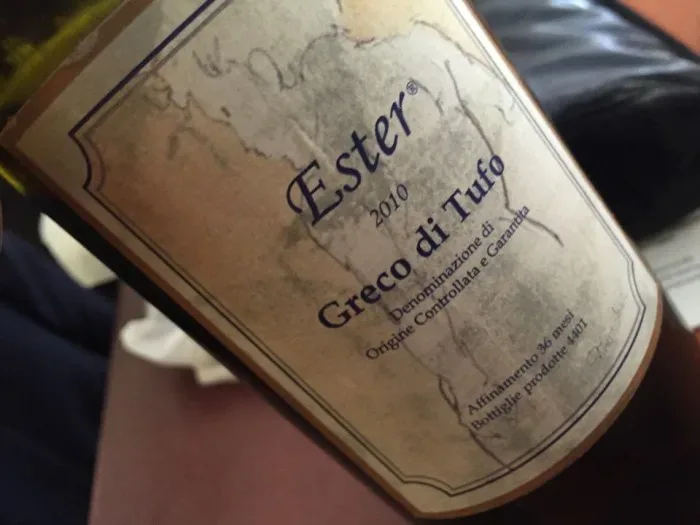 Ester®
2010
Greco di Tufo
Denominazione di
Origine Controllata e Garantita
Affinamento 36 mesi
Bottiglie prodotte 4401